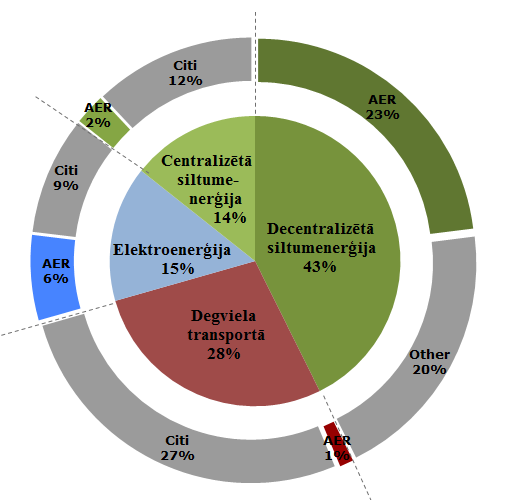 Citi
12%
AER
23%
AER
2%
Citi
9%
Centralizētā
siltume-
nerģija
14%
Decentralizētā
siltumenerģija
43%
Elektroenerģija
15%
AER
6%
Degviela
transportā
28%
Other
20%
Citi
27%
AER
1%